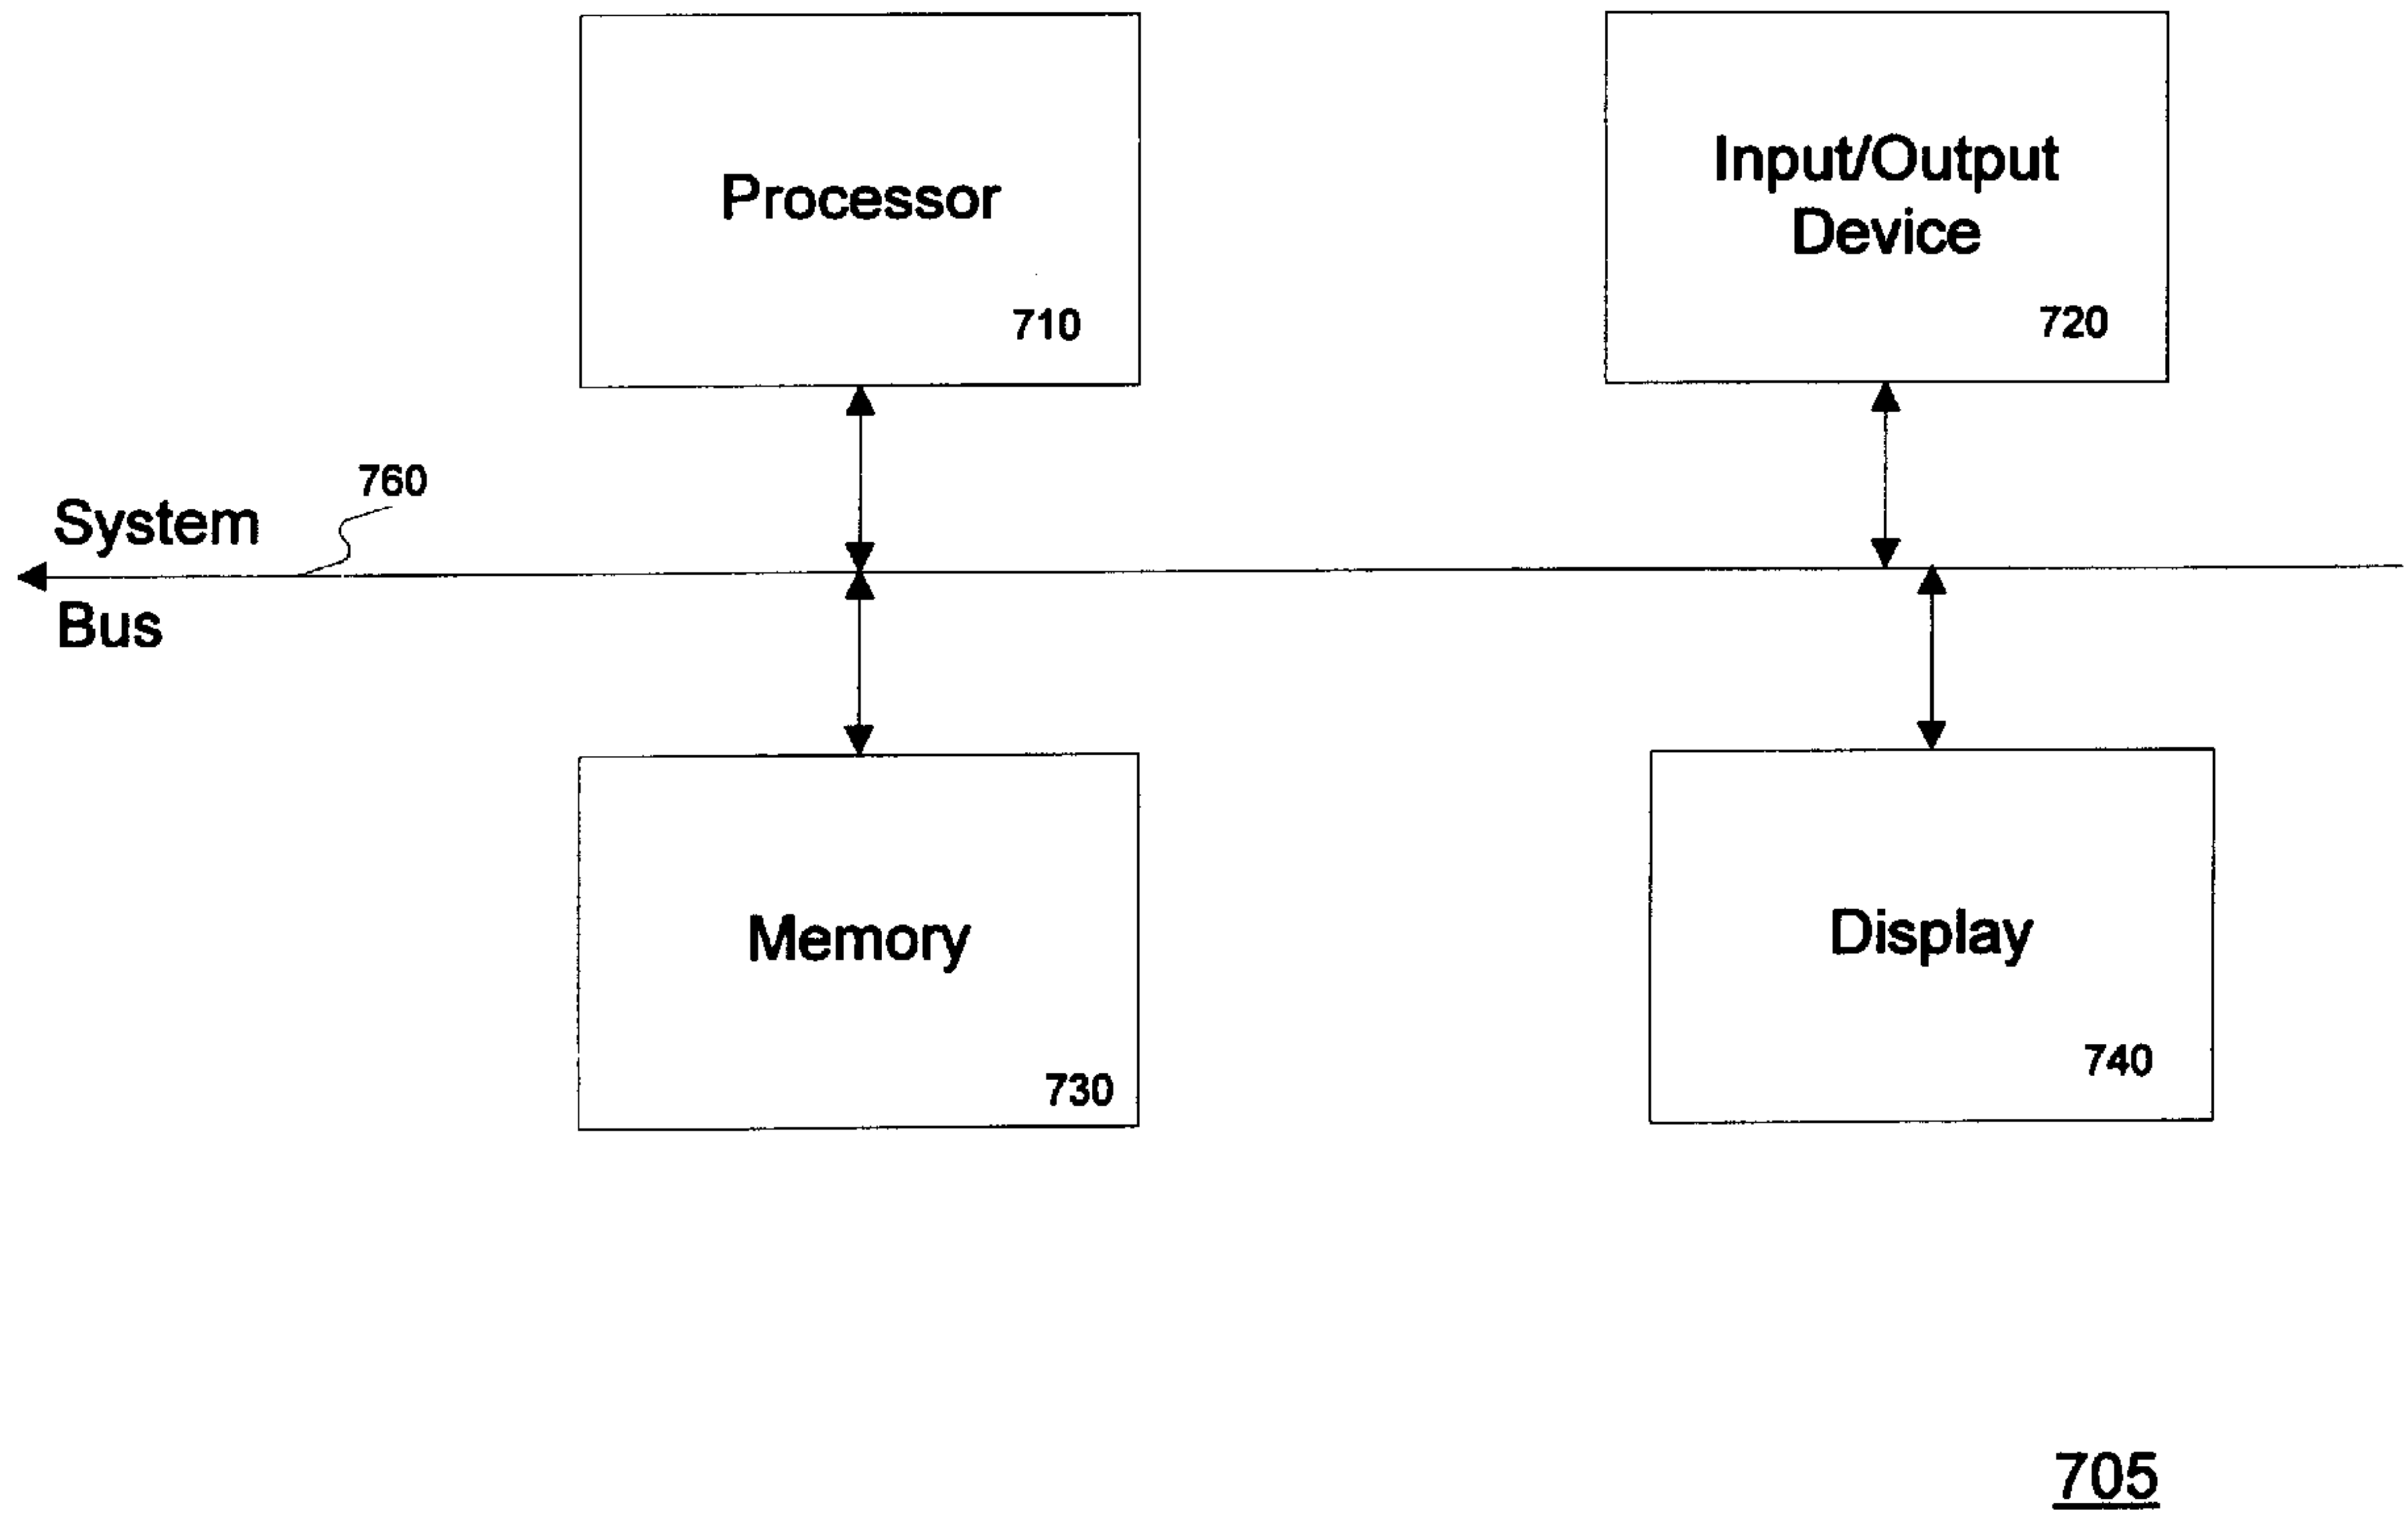 Processor
710
Input/Output
Device
720
760
System
Bus
Memory
730
Display
740
705